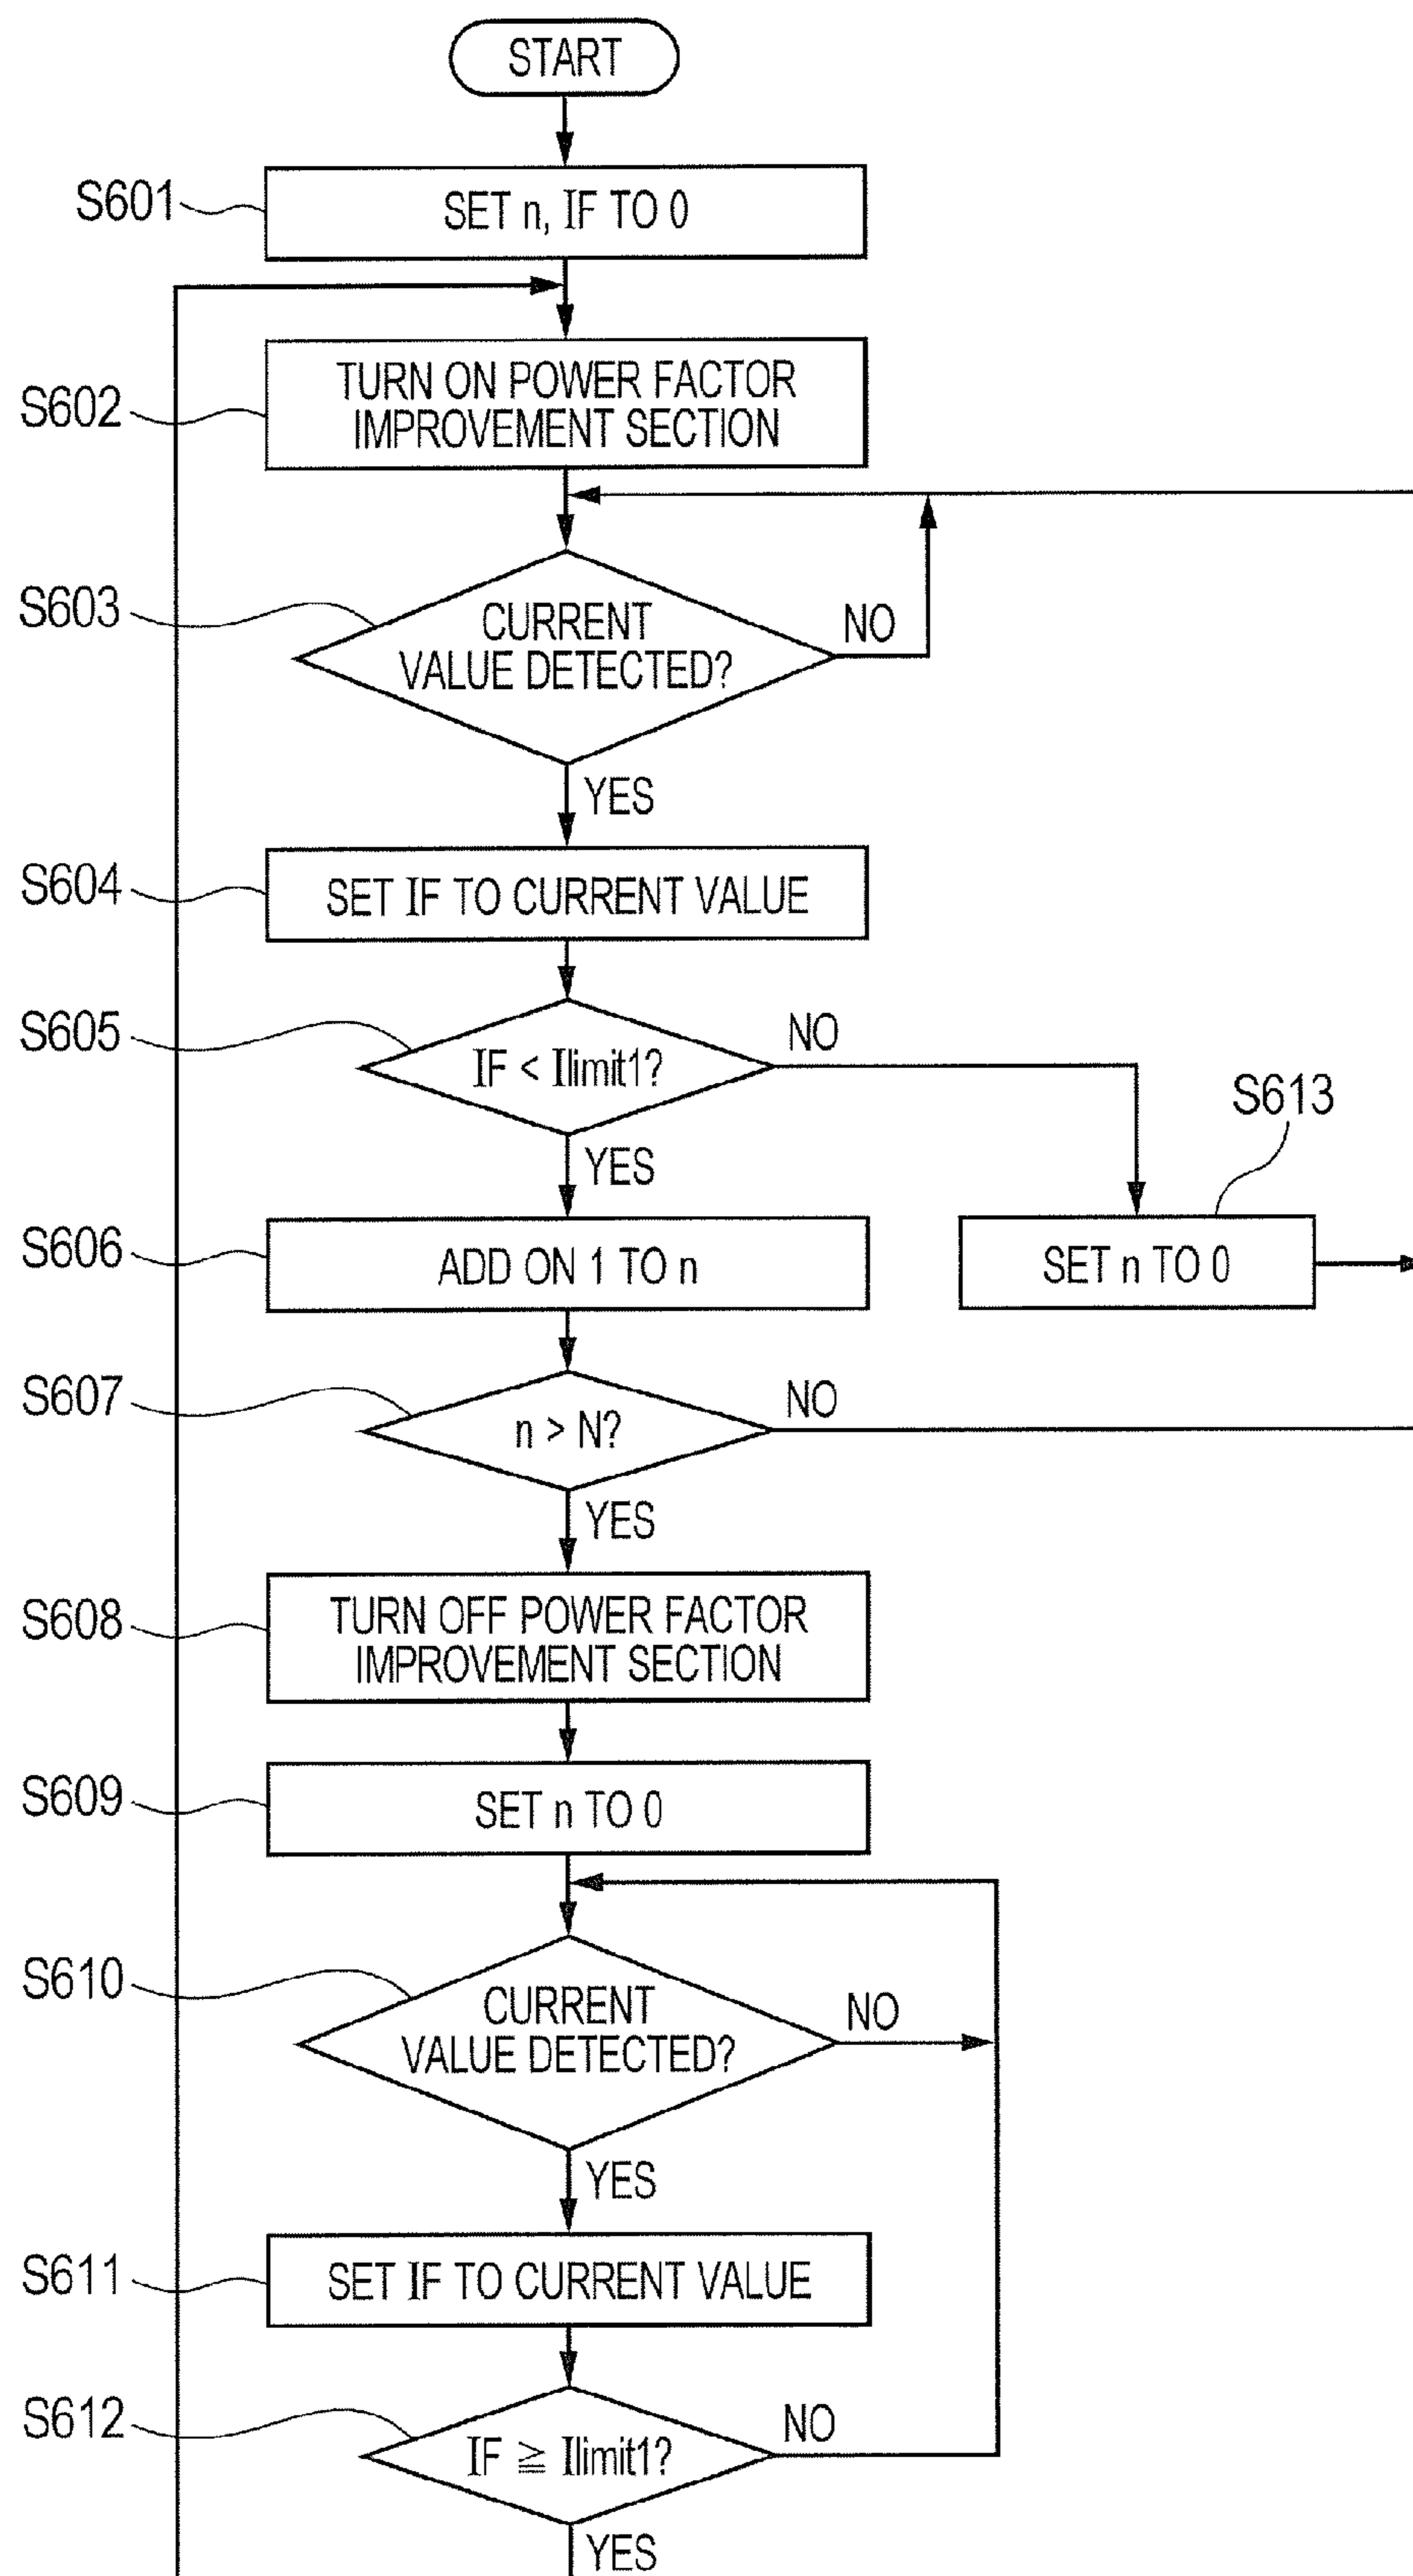 START
S601
SET n, IF TO 0
S602
TURN ON POWER FACTOR
IMPROVEMENT SECTION
S603
CURRENT
VALUE DETECTED?
NO
YES
S604
SET IF TO CURRENT VALUE
S605
IF < Ilimit1?
NO
YES
S613
S606
ADD ON 1 TO n
SET n TO 0
S607
n > N?
NO
YES
S608
TURN OFF POWER FACTOR
IMPROVEMENT SECTION
S609
SET n TO 0
S610
CURRENT
VALUE DETECTED?
NO
YES
S611
SET IF TO CURRENT VALUE
S612
IF ≧ Ilimit1?
NO
YES